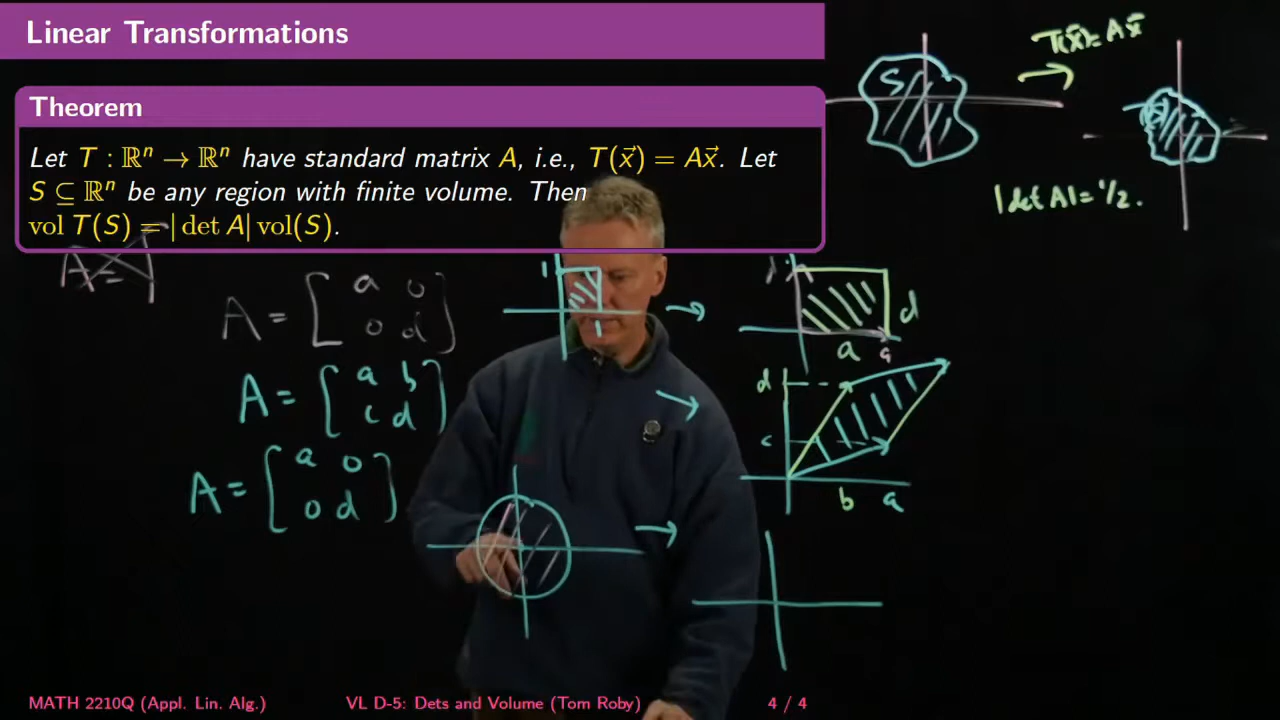 Linear Transformations
Theorem
Let T : ℝⁿ → ℝⁿ have standard matrix A, i.e., T(x⃗) = Ax⃗. Let
S ⊆ ℝⁿ be any region with finite volume. Then
vol T(S) = | det A| vol(S).
S
T(x⃗)= Ax⃗
|det A| = 1/2.
A =
A = [ a 0
0 d ]
1
1
d
a a
A = [ a b
c d ]
d
c
b a
A = [ a 0
0 d ]
MATH 2210Q (Appl. Lin. Alg.) VL D-5: Dets and Volume (Tom Roby) 4 / 4